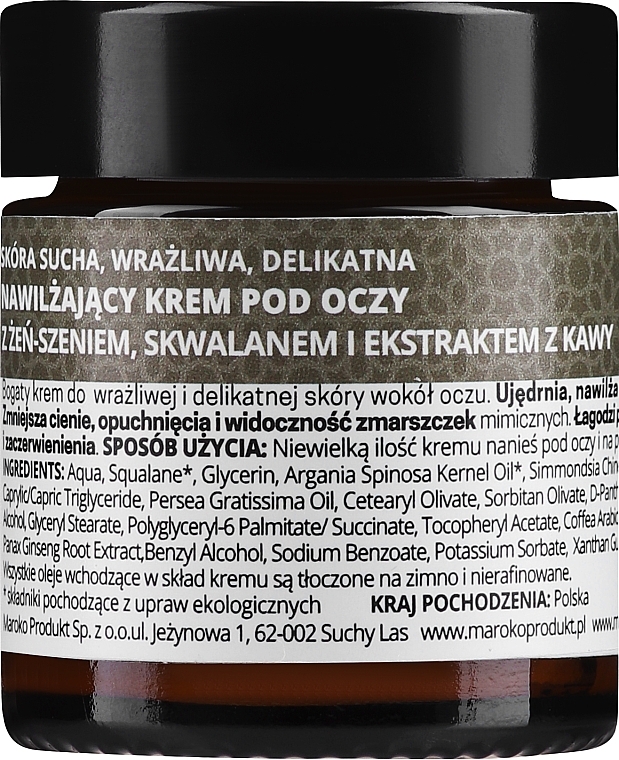 SKÓRA SUCHA, WRAŻLIWA, DELIKATNA
NAWILŻAJĄCY KREM POD OCZY
Z ŻEŃ-SZENIEM, SKWALANEM I EKSTRAKTEM Z KAWY
Bogaty krem do wrażliwej i delikatnej skóry wokół oczu. Ujędrnia, nawilża
Zmniejsza cienie, opuchnięcia i widoczność zmarszczek mimicznych. Łagodzi p
i zaczerwienienia. SPOSÓB UŻYCIA: Niewielką ilość kremu nanieś pod oczy i na p
INGREDIENTS: Aqua, Squalane*, Glycerin, Argania Spinosa Kernel Oil*, Simmondsia Chine
Caprylic/Capric Triglyceride, Persea Gratissima Oil, Cetearyl Olivate, Sorbitan Olivate, D-Panth
Alcohol, Glyceryl Stearate, Polyglyceryl-6 Palmitate/ Succinate, Tocopheryl Acetate, Coffea Arabic
Panax Ginseng Root Extract, Benzyl Alcohol, Sodium Benzoate, Potassium Sorbate, Xanthan Gu
Wszystkie oleje wchodzące w skład kremu są tłoczone na zimno i nierafinowane.
* składniki pochodzące z upraw ekologicznych KRAJ POCHODZENIA: Polska
Maroko Produkt Sp. z o.o.ul. Jeżynowa 1, 62-002 Suchy Las www.marokoprodukt.pl www.m